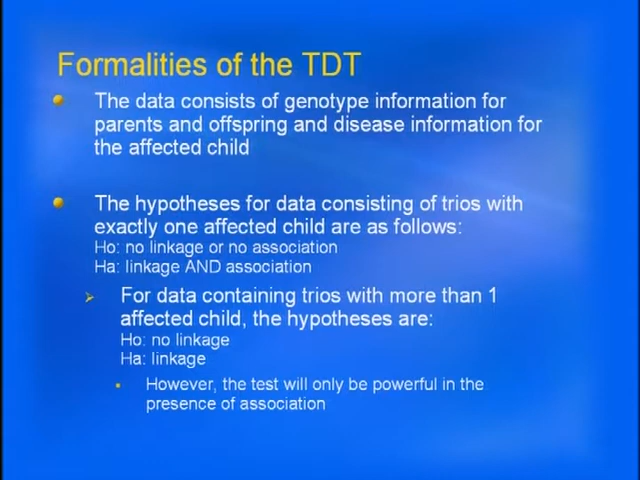 Formalities of the TDT
The data consists of genotype information for
parents and offspring and disease information for
the affected child
The hypotheses for data consisting of trios with
exactly one affected child are as follows:
Ho: no linkage or no association
Ha: linkage AND association
For data containing trios with more than 1
affected child, the hypotheses are:
Ho: no linkage
Ha: linkage
However, the test will only be powerful in the
presence of association